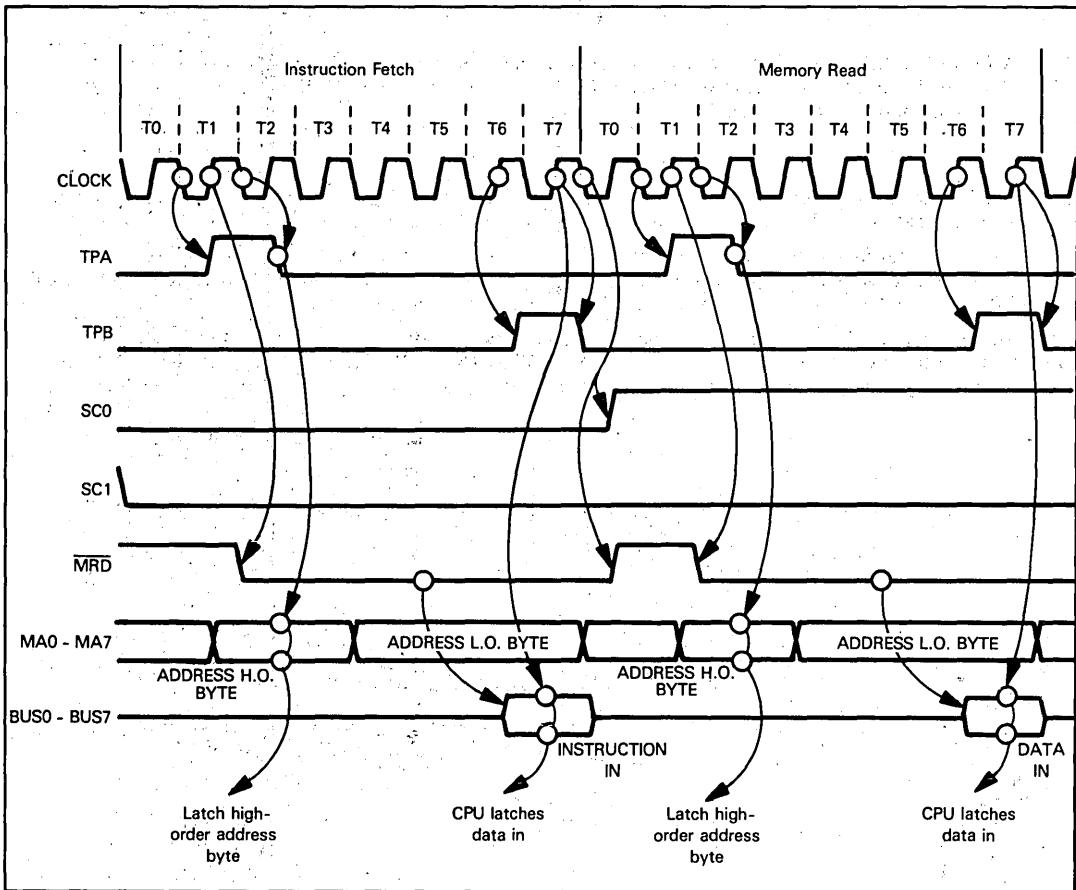 Instruction Fetch
Memory Read
T0 T1 T2 T3 T4 T5 T6 T7 T0 T1 T2 T3 T4 T5 T6 T7
CLOCK
TPA
TPB
SC0
SC1
MRD
MA0 - MA7
ADDRESS L.O. BYTE
ADDRESS L.O. BYTE
ADDRESS H.O.
BYTE
ADDRESS H.O.
BYTE
BUS0 - BUS7
INSTRUCTION
IN
DATA
IN
Latch high-
order address
byte
CPU latches
data in
Latch high-
order address
byte
CPU latches
data in